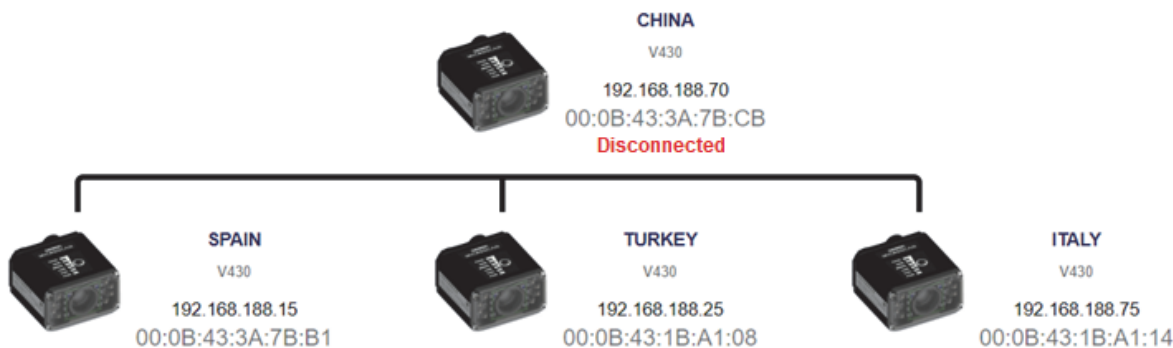 CHINA
V430
192.168.188.70
00:0B:43:3A:7B:CB
Disconnected
SPAIN
V430
192.168.188.15
00:0B:43:3A:7B:B1
TURKEY
V430
192.168.188.25
00:0B:43:1B:A1:08
ITALY
V430
192.168.188.75
00:0B:43:1B:A1:14